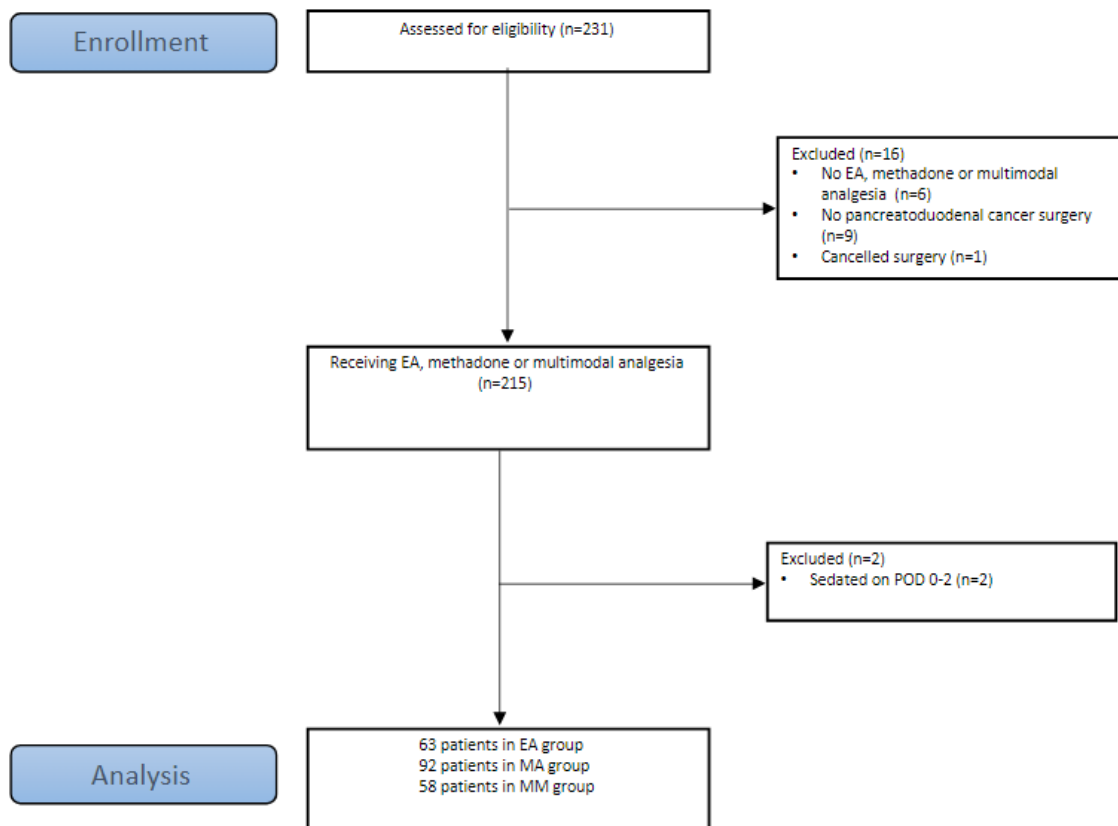 Enrollment
Assessed for eligibility (n=231)
Excluded (n=16)
• No EA, methadone or multimodal
analgesia (n=6)
• No pancreatoduodenal cancer surgery
(n=9)
• Cancelled surgery (n=1)
Receiving EA, methadone or multimodal analgesia
(n=215)
Excluded (n=2)
• Sedated on POD 0-2 (n=2)
Analysis
63 patients in EA group
92 patients in MA group
58 patients in MM group